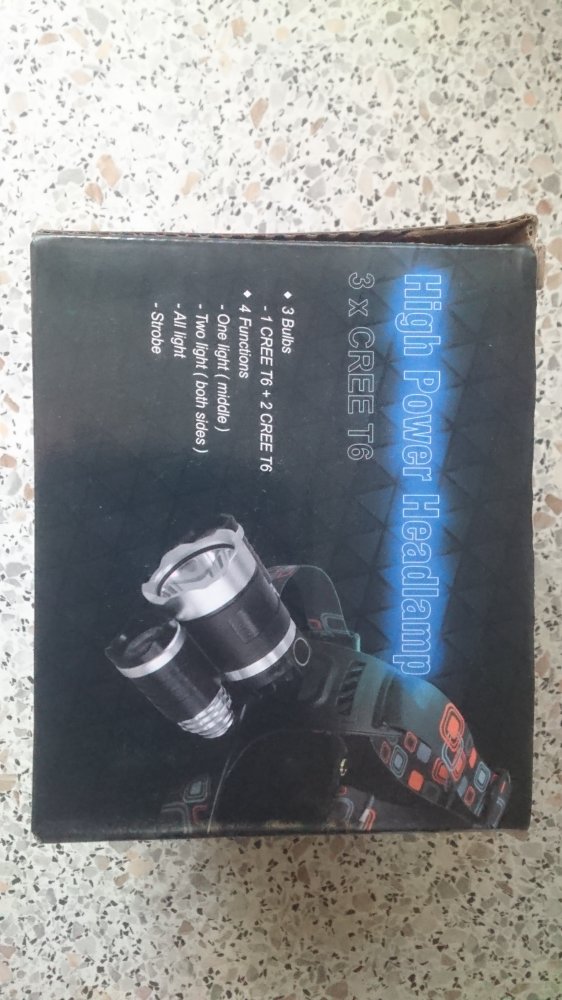 High Power Headlamp
3 x CREE T6
♦ 3 Bulbs
- 1 CREE T6 + 2 CREE T6
♦ 4 Functions
- One light ( middle )
- Two light ( both sides )
- All light
- Strobe